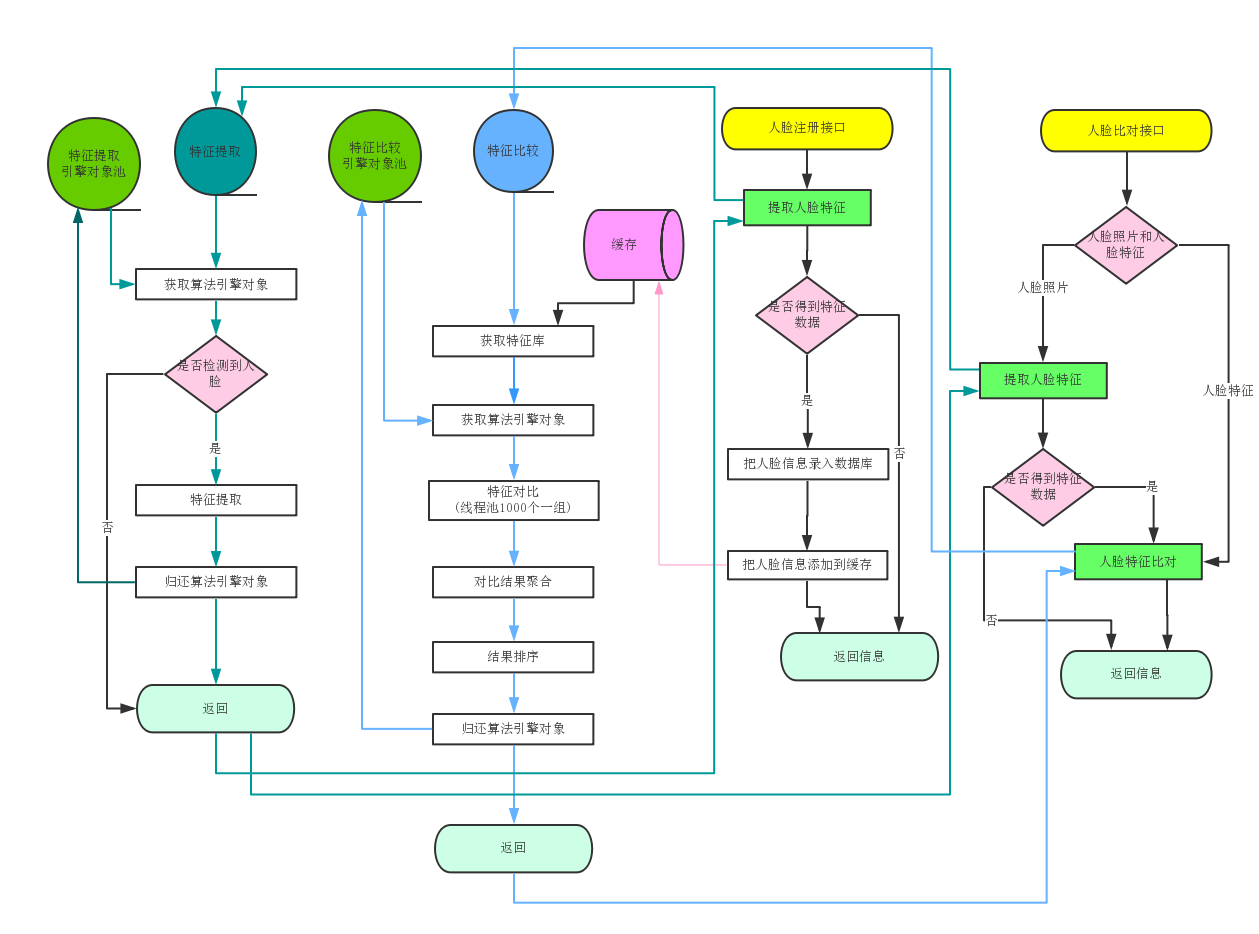 特征提取
引擎对象池
特征提取
获取算法引擎对象
是否检测到人
脸
是
否
特征提取
归还算法引擎对象
返回
特征比较
引擎对象池
特征比较
缓存
获取特征库
获取算法引擎对象
特征对比
(线程池1000个一组)
对比结果聚合
结果排序
归还算法引擎对象
返回
人脸注册接口
提取人脸特征
是否得到特征
数据
是
否
把人脸信息录入数据库
把人脸信息添加到缓存
返回信息
人脸比对接口
人脸照片和人
脸特征
人脸照片
人脸特征
提取人脸特征
是否得到特征
数据
是
否
人脸特征比对
返回信息